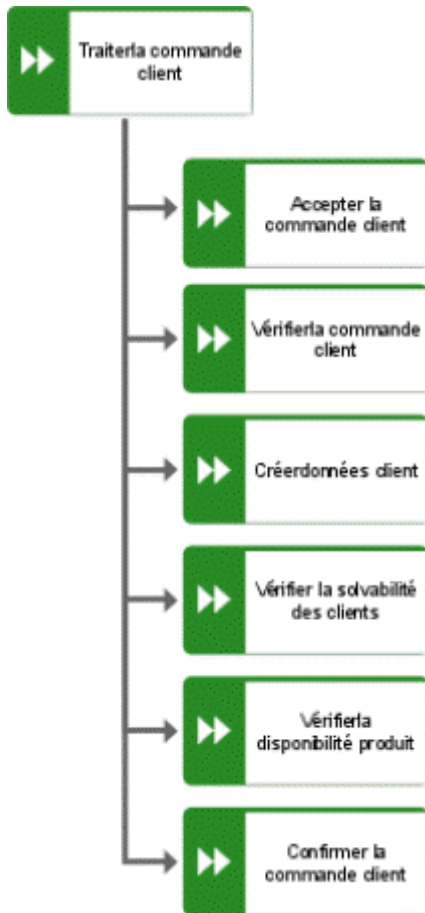 Traiterla commande
client
Accepter la
commande client
Vérifierla commande
client
Créerdonnées client
Vérifier la solvabilité
des clients
Vérifierla
disponibilité produit
Confirmer la
commande client